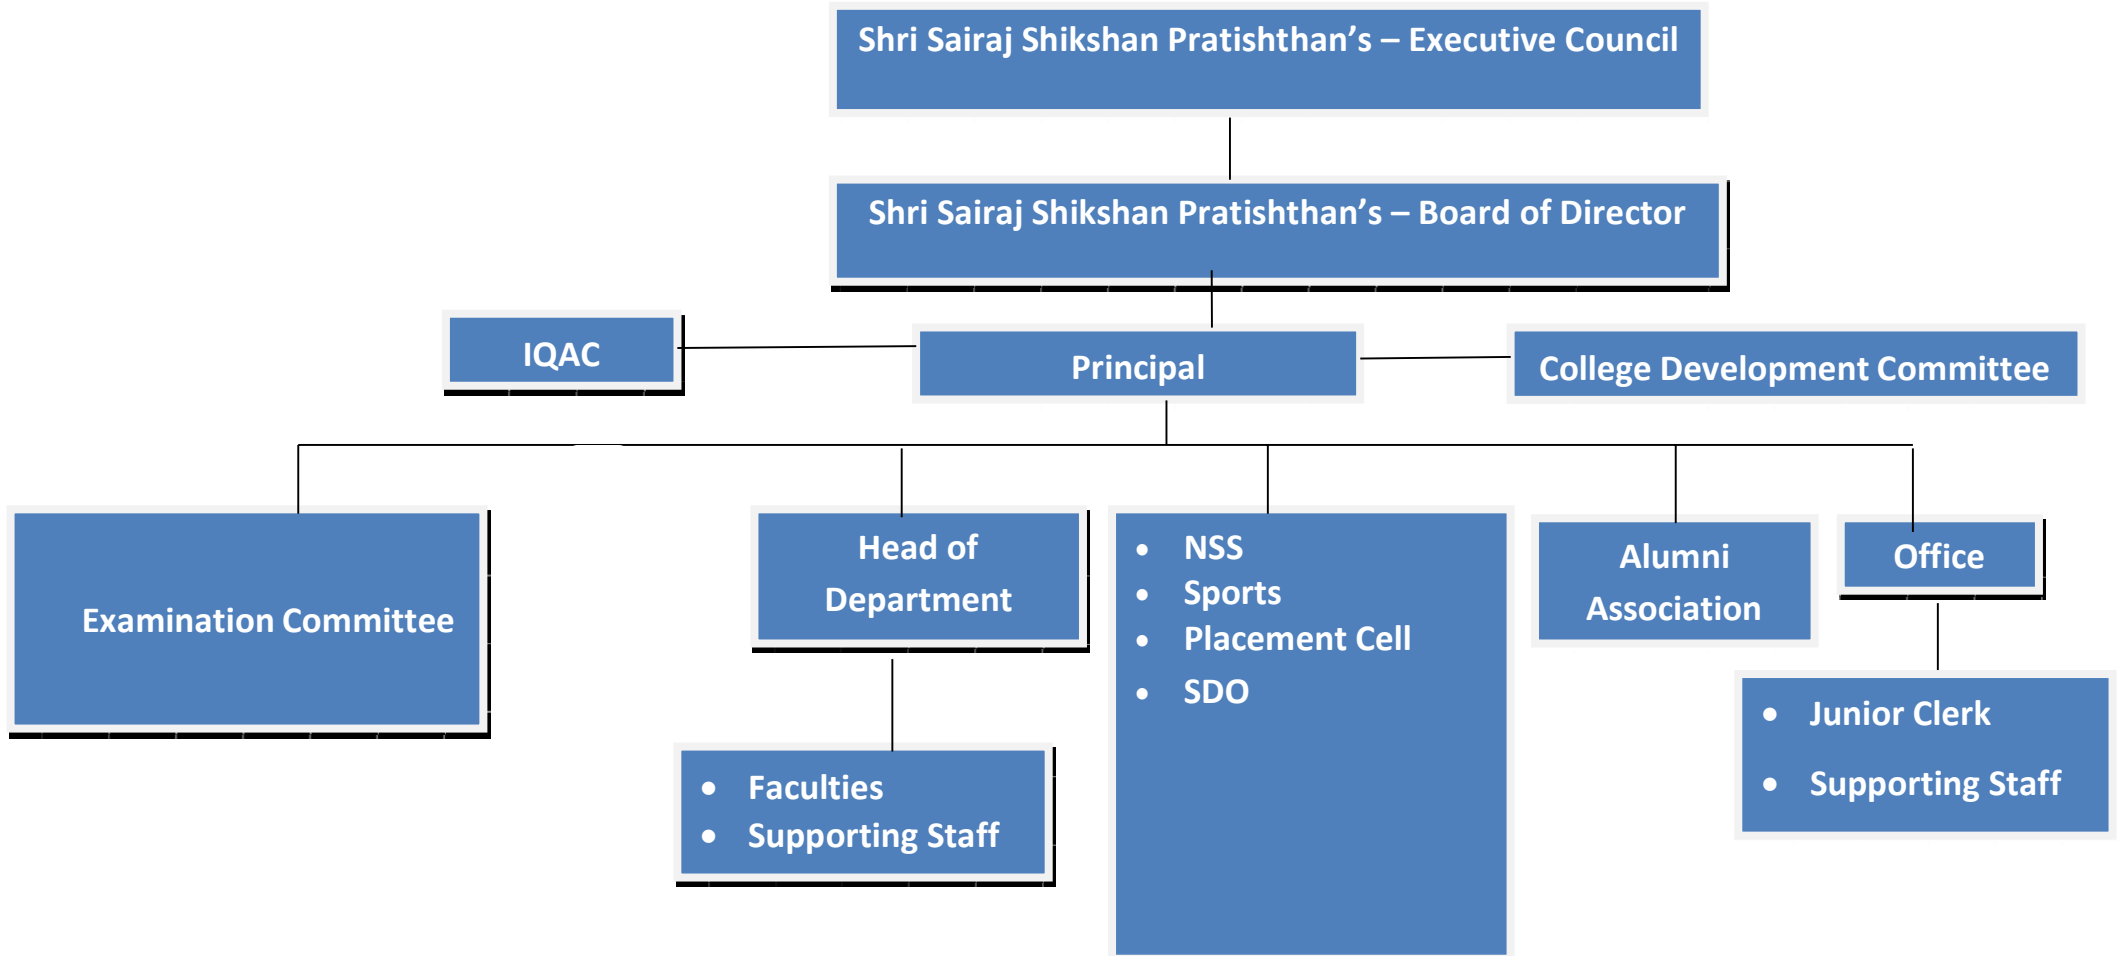 Shri Sairaj Shikshan Pratishthan’s – Executive Council
Shri Sairaj Shikshan Pratishthan’s – Board of Director
IQAC
Principal
College Development Committee
Examination Committee
Head of
Department
• NSS
• Sports
• Placement Cell
• SDO
Alumni
Association
Office
• Faculties
• Supporting Staff
• Junior Clerk
• Supporting Staff